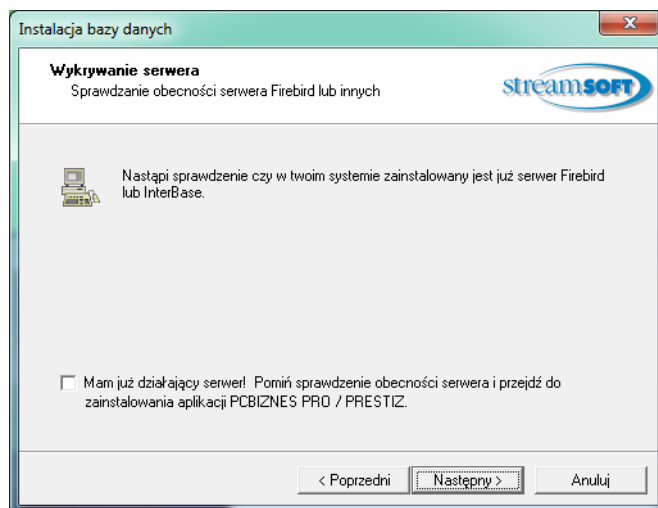 Instalacja bazy danych
Wykrywanie serwera
Sprawdzanie obecności serwera Firebird lub innych
streamsoft
Nastąpi sprawdzenie czy w twoim systemie zainstalowany jest już serwer Firebird
lub InterBase.
Mam już działający serwer! Pomiń sprawdzenie obecności serwera i przejdź do
zainstalowania aplikacji PCBIZNES PRO / PRESTIZ.
< Poprzedni
Następny >
Anuluj